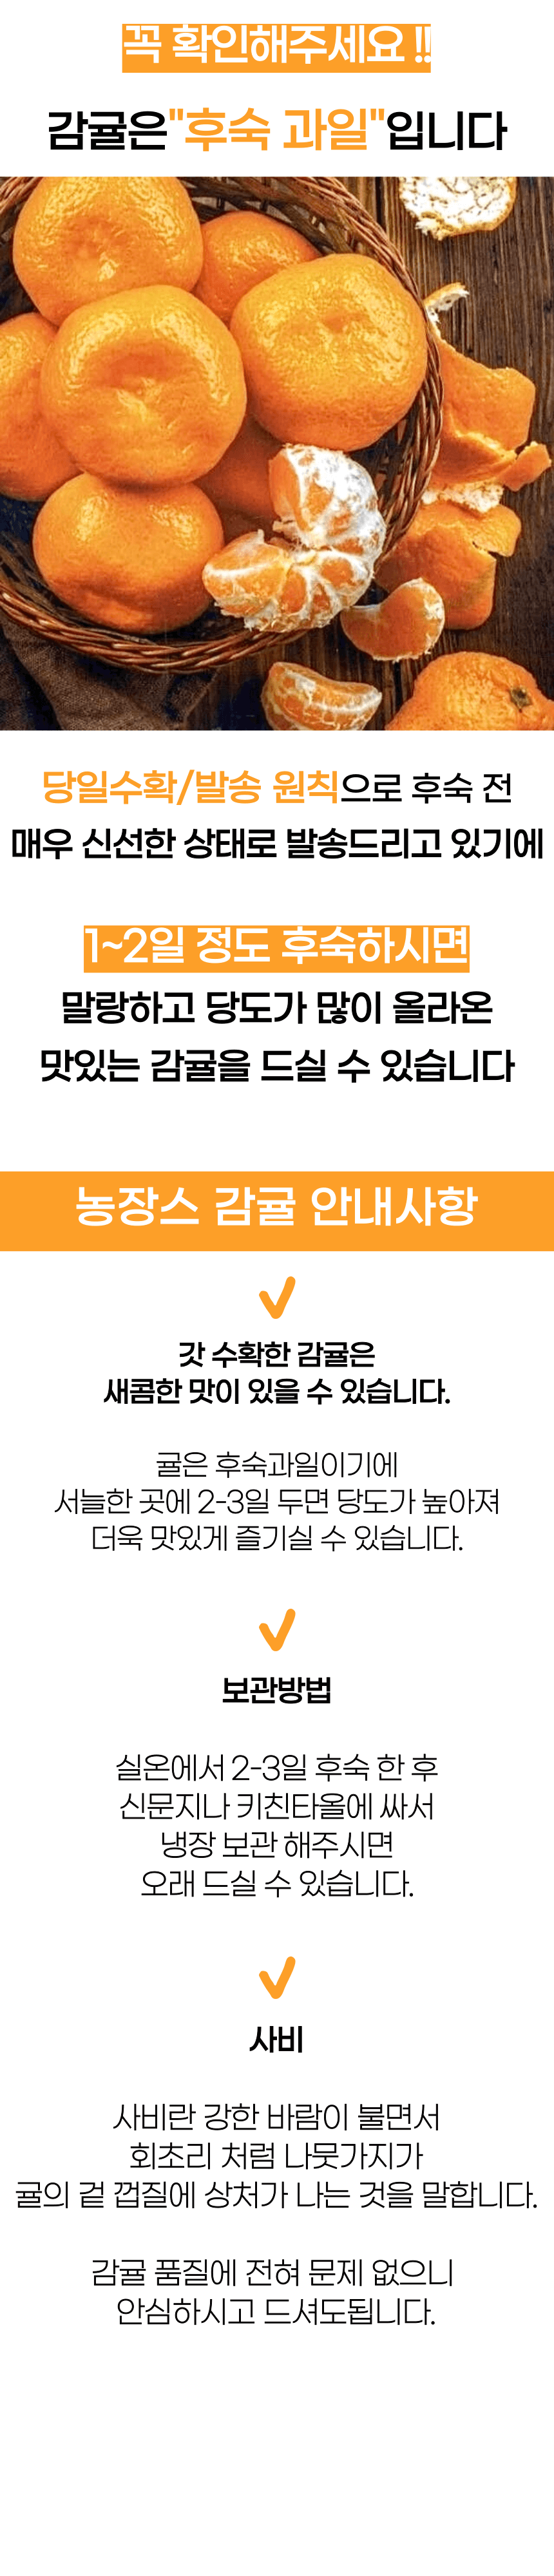 꼭 확인해주세요 !!
감귤은"후숙 과일"입니다
당일수확/발송 원칙으로 후숙 전
매우 신선한 상태로 발송드리고 있기에
1~2일 정도 후숙하시면
말랑하고 당도가 많이 올라온
맛있는 감귤을 드실 수 있습니다
농장스 감귤 안내사항
갓 수확한 감귤은
새콤한 맛이 있을 수 있습니다.
귤은 후숙과일이기에
서늘한 곳에 2-3일 두면 당도가 높아져
더욱 맛있게 즐기실 수 있습니다.
보관방법
실온에서 2-3일 후숙 한 후
신문지나 키친타올에 싸서
냉장 보관 해주시면
오래 드실 수 있습니다.
사비
사비란 강한 바람이 불면서
회초리 처럼 나뭇가지가
귤의 겉 껍질에 상처가 나는 것을 말합니다.
감귤 품질에 전혀 문제 없으니
안심하시고 드셔도됩니다.